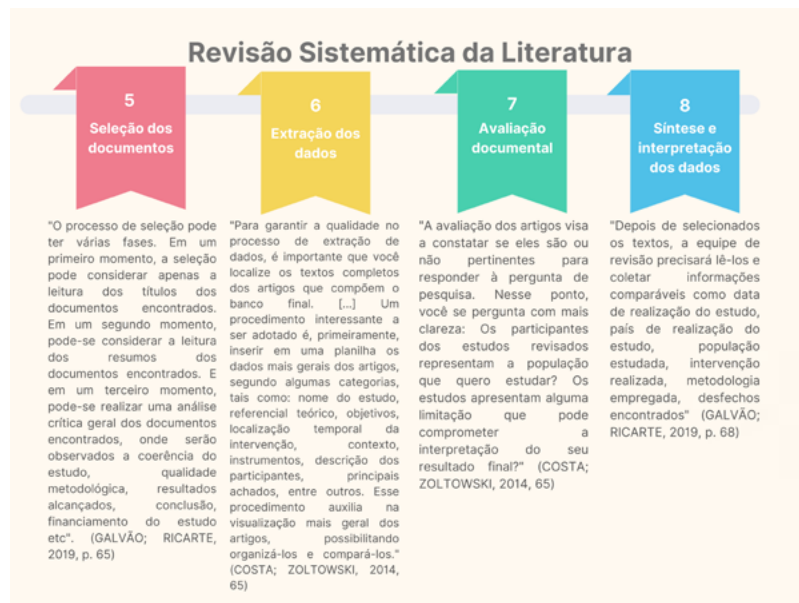 Revisão Sistemática da Literatura
5
Seleção dos
documentos
"O processo de seleção pode
ter várias fases. Em um
primeiro momento, a seleção
pode considerar apenas a
leitura dos títulos dos
documentos encontrados.
Em um segundo momento,
pode-se considerar a leitura
dos resumos dos
documentos encontrados. E
em um terceiro momento,
pode-se realizar uma análise
crítica geral dos documentos
encontrados, onde serão
observados a coerência do
estudo, qualidade
metodológica, resultados
alcançados, conclusão,
financiamento do estudo
etc". (GALVÃO; RICARTE,
2019, p. 65)
6
Extração dos
dados
"Para garantir a qualidade no
processo de extração de
dados, é importante que você
localize os textos completos
dos artigos que compõem o
banco final. [...] Um
procedimento interessante a
ser adotado é, primeiramente,
inserir em uma planilha os
dados mais gerais dos artigos,
segundo algumas categorias,
tais como: nome do estudo,
referencial teórico, objetivos,
localização temporal da
intervenção, contexto,
instrumentos, descrição dos
participantes, principais
achados, entre outros. Esse
procedimento auxilia na
visualização mais geral dos
artigos, possibilitando
organizá-los e compará-los."
(COSTA; ZOLTOWSKI, 2014,
65)
7
Avaliação
documental
"A avaliação dos artigos visa
a constatar se eles são ou
não pertinentes para
responder à pergunta de
pesquisa. Nesse ponto,
você se pergunta com mais
clareza: Os participantes
dos estudos revisados
representam a população
que quero estudar? Os
estudos apresentam alguma
limitação que pode
comprometer a
interpretação do seu
resultado final?" (COSTA;
ZOLTOWSKI, 2014, 65)
8
Síntese e
interpretação
dos dados
"Depois de selecionados
os textos, a equipe de
revisão precisará lê-los e
coletar informações
comparáveis como data
de realização do estudo,
país de realização do
estudo, população
estudada, intervenção
realizada, metodologia
empregada, desfechos
encontrados" (GALVÃO;
RICARTE, 2019, p. 68)